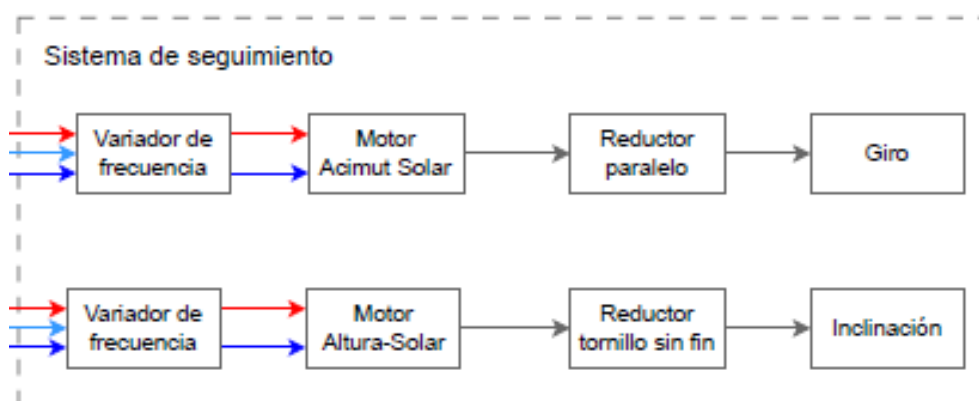 Sistema de seguimiento
Variador de
frecuencia
Motor
Acimut Solar
Reductor
paralelo
Giro
Variador de
frecuencia
Motor
Altura-Solar
Reductor
tornillo sin fin
Inclinación